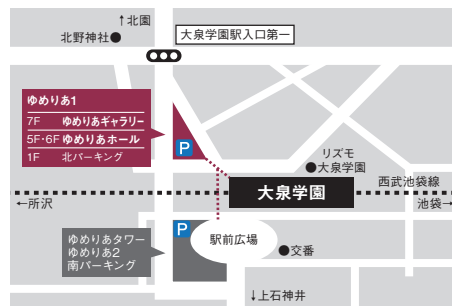 ↑北園
北野神社●
大泉学園駅入口第一
ゆめりあ1
7F ゆめりあギャラリー
5F・6F ゆめりあホール
1F 北パーキング
P
リズモ
●大泉学園
西武池袋線
大泉学園
←所沢
池袋→
P
ゆめりあタワー
ゆめりあ2
南パーキング
駅前広場
●交番
↓上石神井